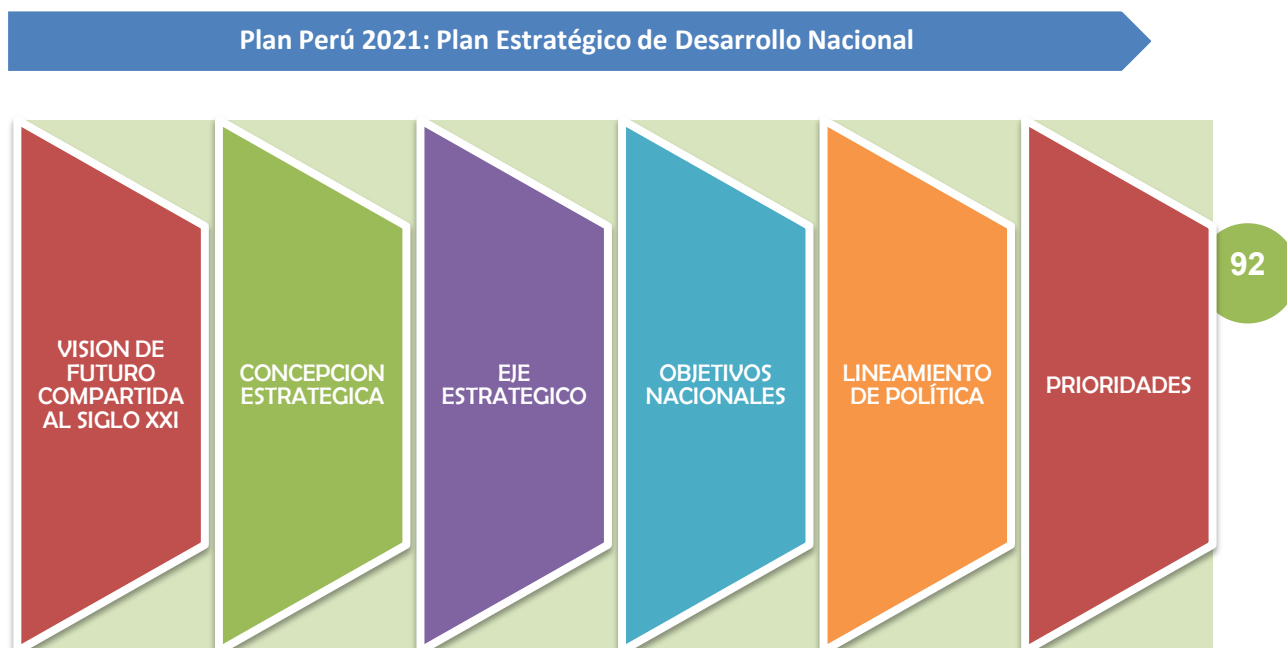 Plan Perú 2021: Plan Estratégico de Desarrollo Nacional
VISION DE
FUTURO
COMPARTIDA
AL SIGLO XXI
CONCEPCION
ESTRATEGICA
EJE
ESTRATEGICO
OBJETIVOS
NACIONALES
LINEAMIENTO
DE POLÍTICA
PRIORIDADES
92